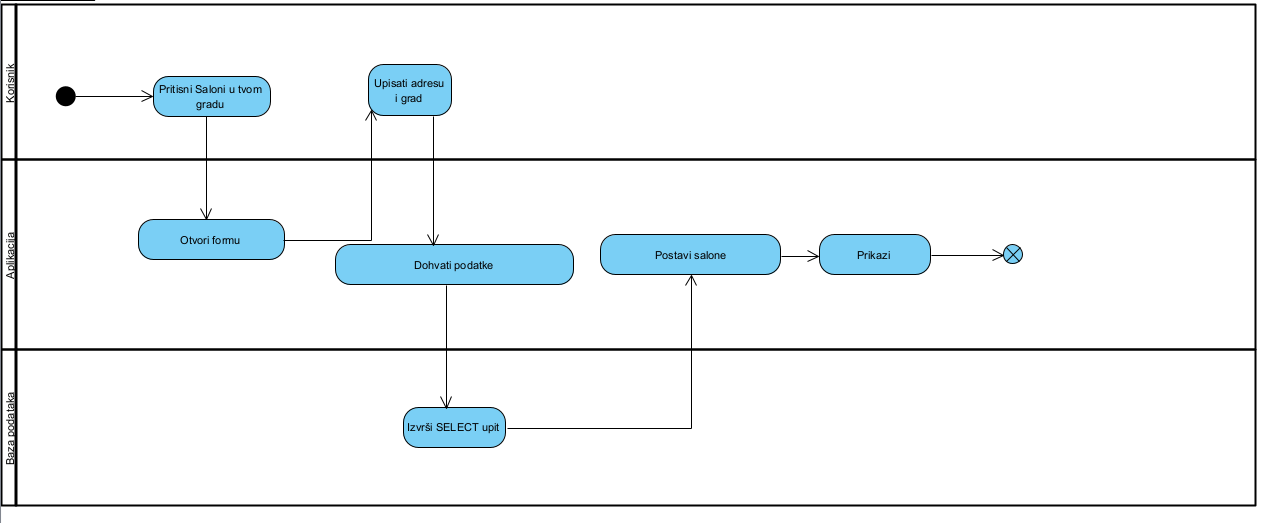 Korisnik
Pritisni Saloni u tvom
gradu
Upisati adresu
i grad
Aplikacija
Otvori formu
Dohvati podatke
Postavi salone
Prikazi
Baza podataka
Izvrši SELECT upit